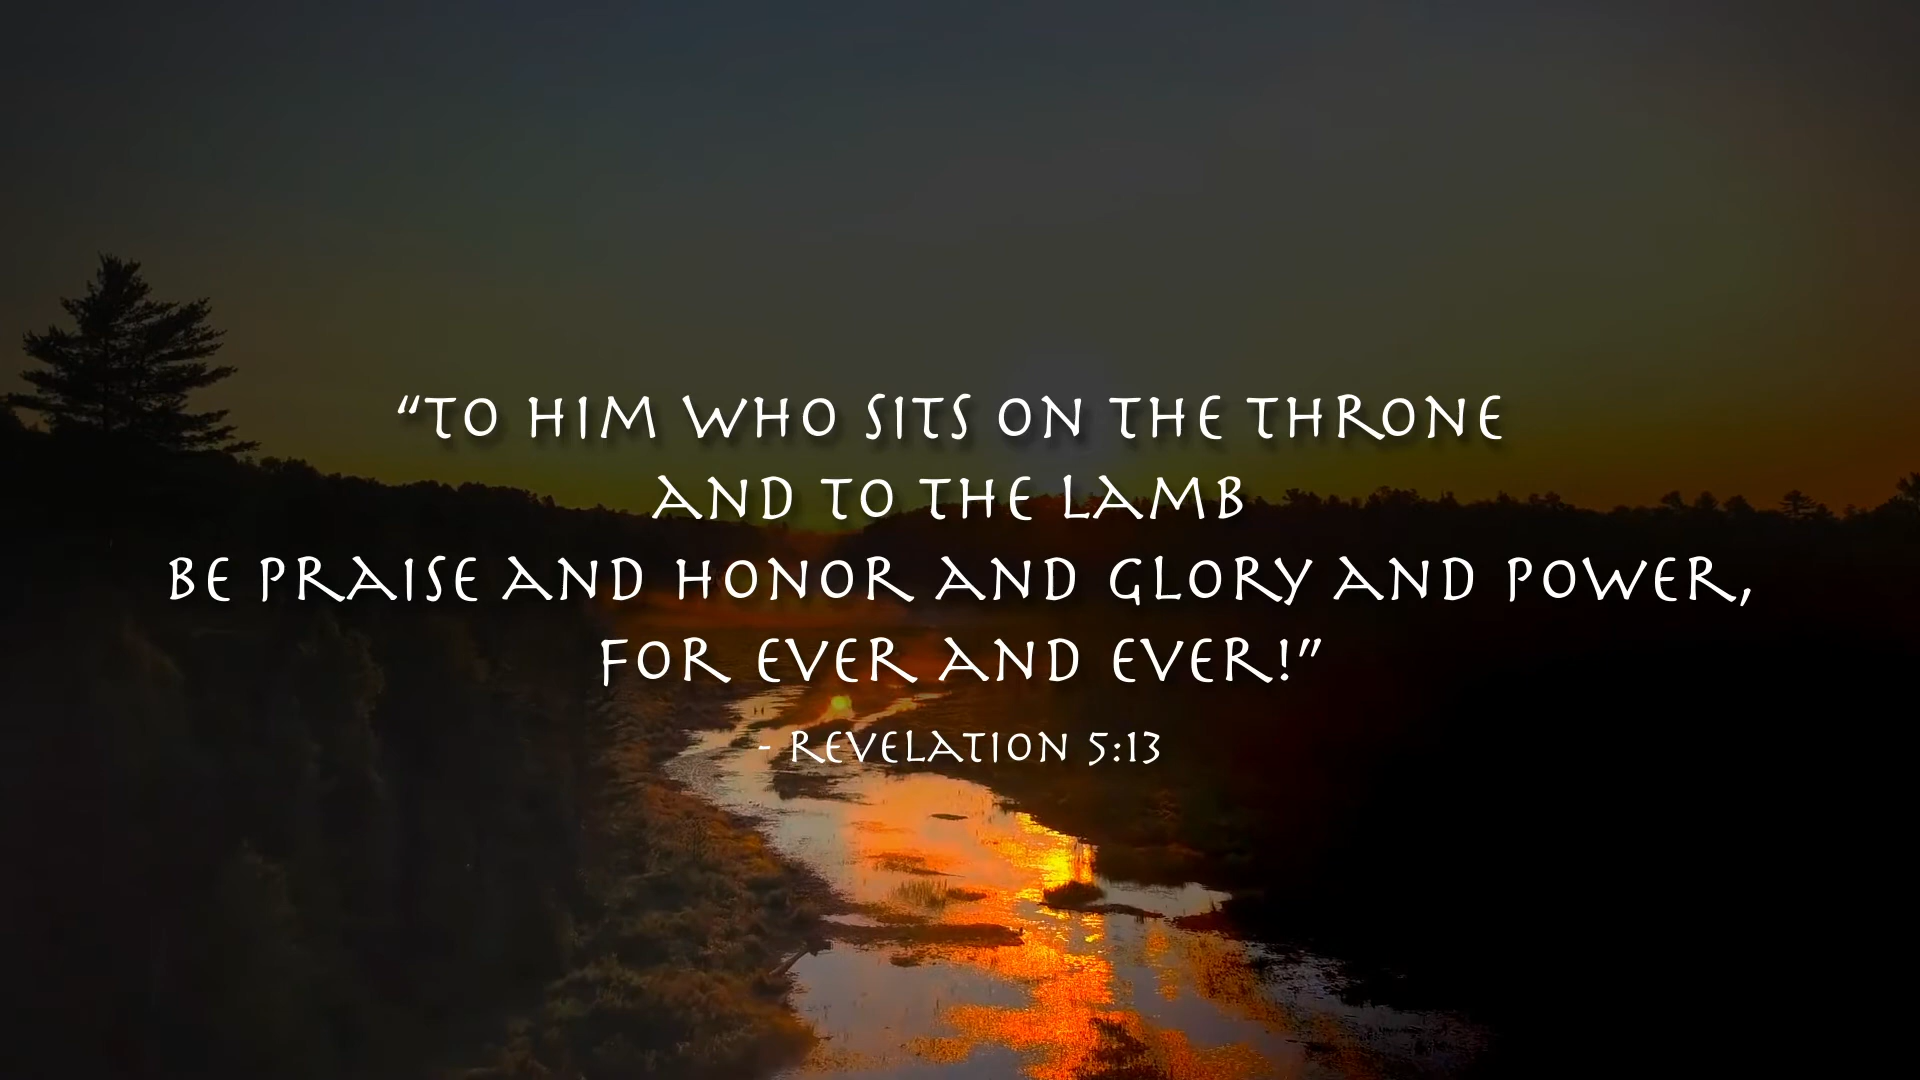 “TO HIM WHO SITS ON THE THRONE
AND TO THE LAMB
BE PRAISE AND HONOR AND GLORY AND POWER,
FOR EVER AND EVER!”
- REVELATION 5:13